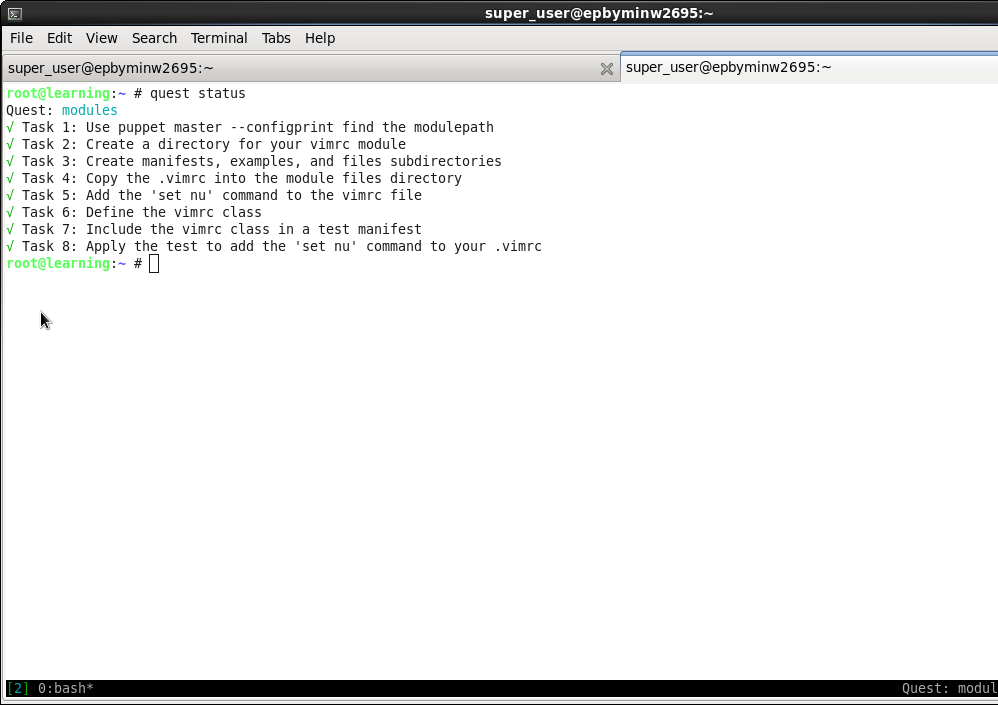 super_user@epbyminw2695:~
File Edit View Search Terminal Tabs Help
super_user@epbyminw2695:~ super_user@epbyminw2695:~
root@learning:~ # quest status
Quest: modules
√ Task 1: Use puppet master --configprint find the modulepath
√ Task 2: Create a directory for your vimrc module
√ Task 3: Create manifests, examples, and files subdirectories
√ Task 4: Copy the .vimrc into the module files directory
√ Task 5: Add the 'set nu' command to the vimrc file
√ Task 6: Define the vimrc class
√ Task 7: Include the vimrc class in a test manifest
√ Task 8: Apply the test to add the 'set nu' command to your .vimrc
root@learning:~ #
[2] 0:bash* Quest: modul